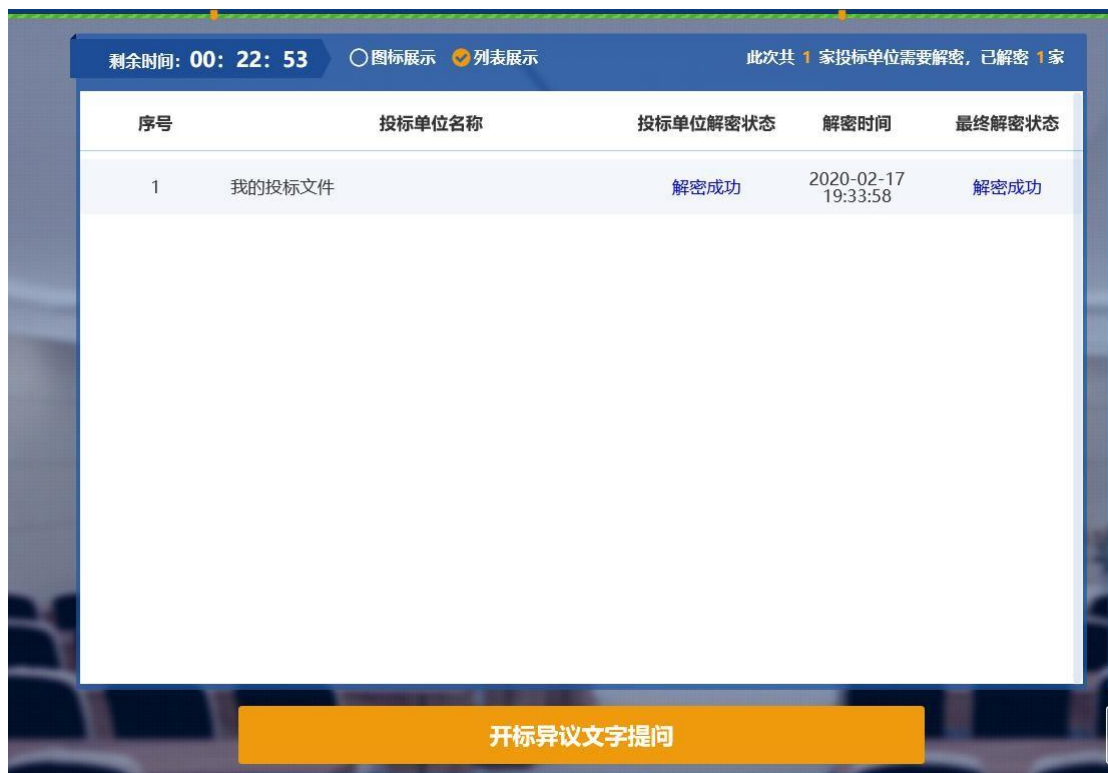 剩余时间：00：22：53 图标展示 列表展示 此次共 1 家投标单位需要解密，已解密 1 家
序号 投标单位名称 投标单位解密状态 解密时间 最终解密状态
1 我的投标文件 解密成功 2020-02-17 19:33:58 解密成功
开标异议文字提问